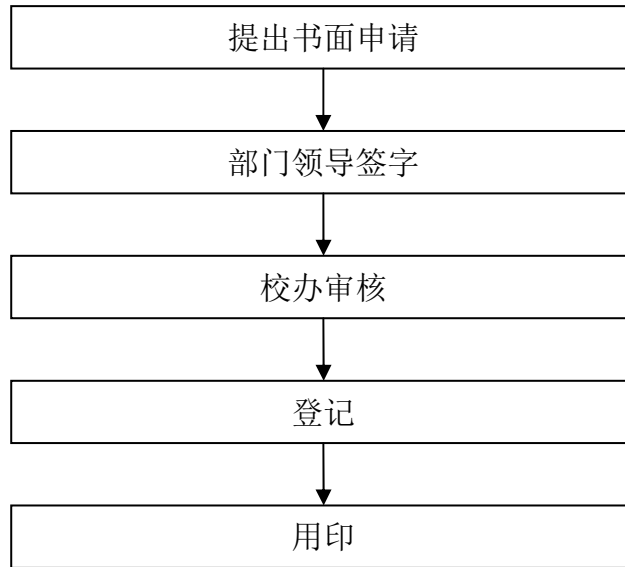 提出书面申请
部门领导签字
校办审核
登记
用印